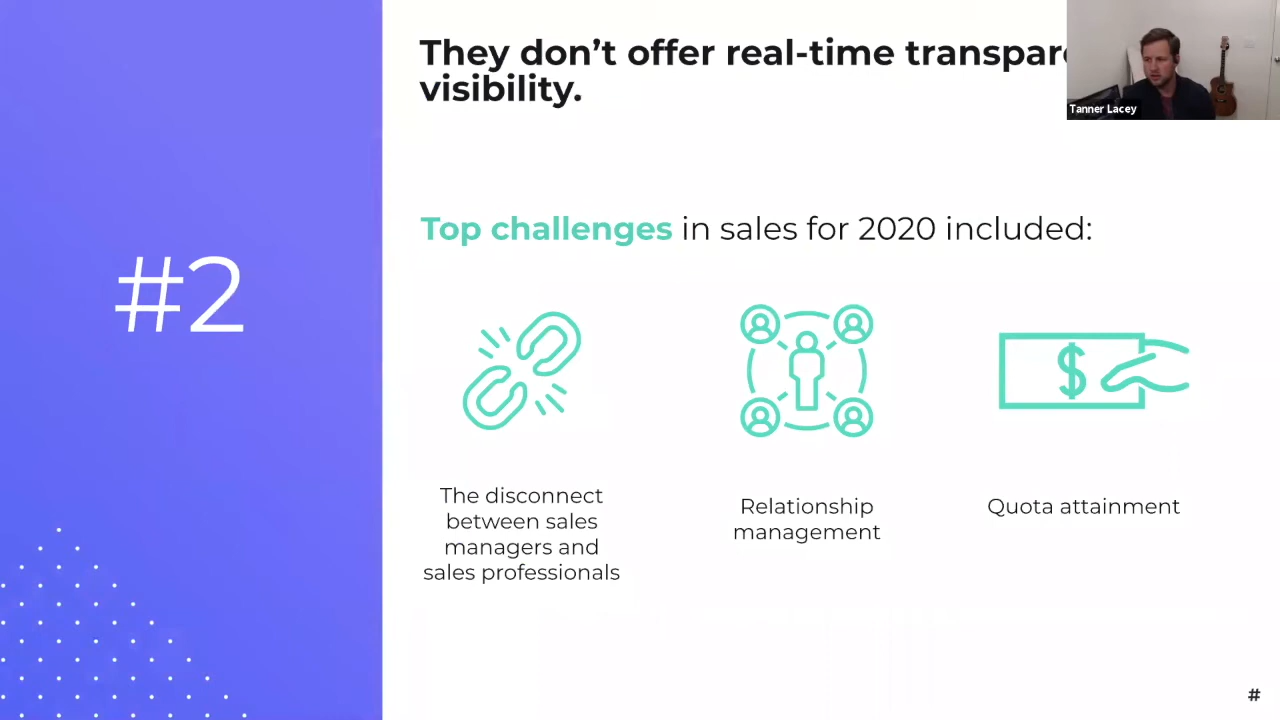 They don’t offer real-time
visibility.
Tanner Lacey
#2
Top challenges in sales for 2020 included:
The disconnect
between sales
managers and
sales professionals
Relationship
management
Quota attainment
#